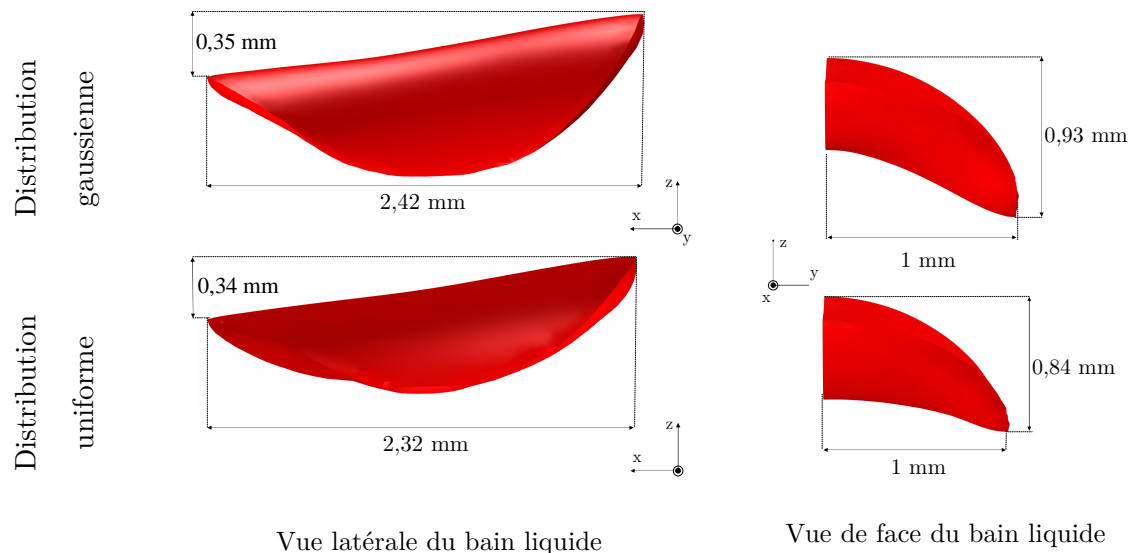 Distribution
gaussienne
0,35 mm
2,42 mm
z
x
y
0,93 mm
1 mm
Distribution
uniforme
0,34 mm
2,32 mm
z
x
z
y
x
0,84 mm
1 mm
Vue latérale du bain liquide
Vue de face du bain liquide